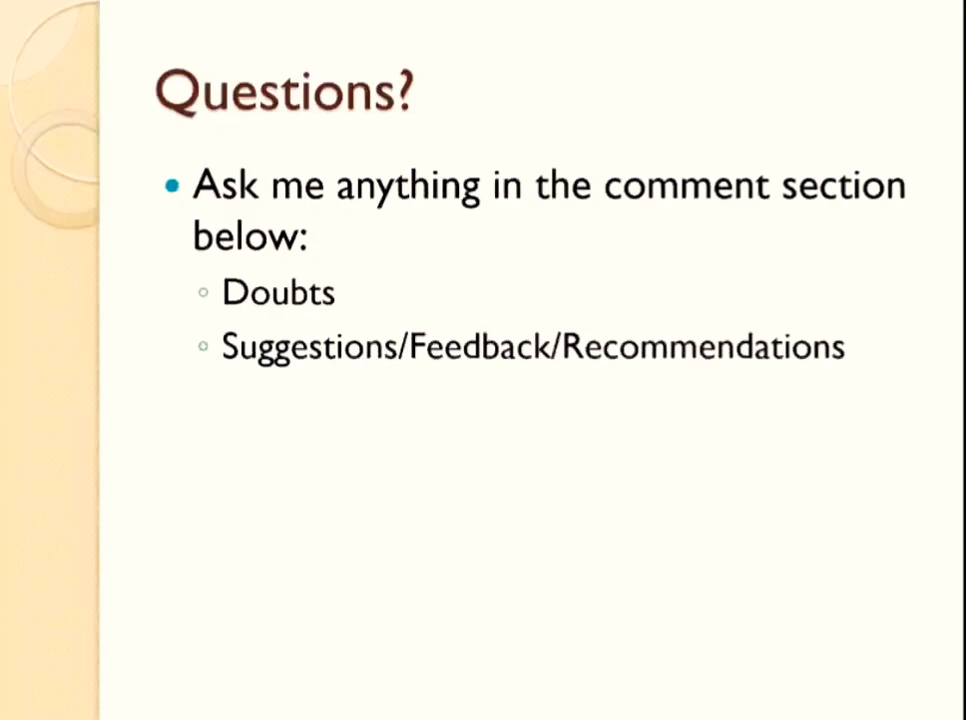 Questions?
• Ask me anything in the comment section
below:
◦ Doubts
◦ Suggestions/Feedback/Recommendations